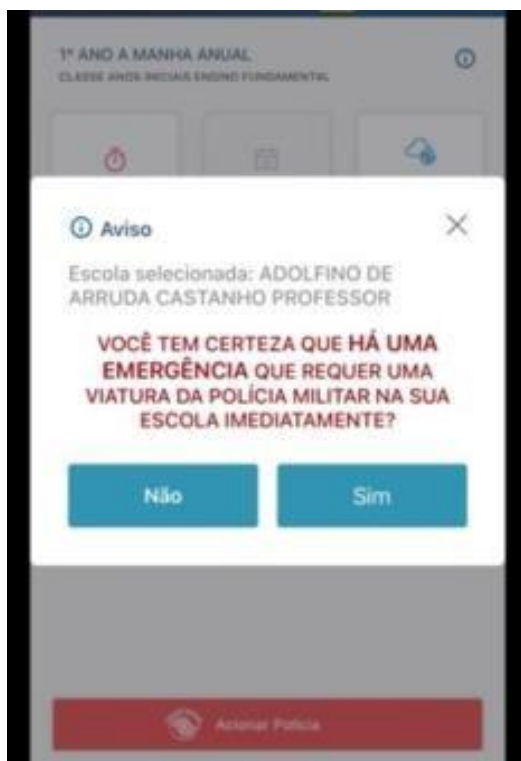 1º ANO A MANHA ANUAL
CLASSE ANOS INICIAIS ENSINO FUNDAMENTAL
Aviso
Escola selecionada: ADOLFINO DE
ARRUDA CASTANHO PROFESSOR
VOCÊ TEM CERTEZA QUE HÁ UMA
EMERGÊNCIA QUE REQUER UMA
VIATURA DA POLÍCIA MILITAR NA SUA
ESCOLA IMEDIATAMENTE?
Não Sim
Acionar Polícia